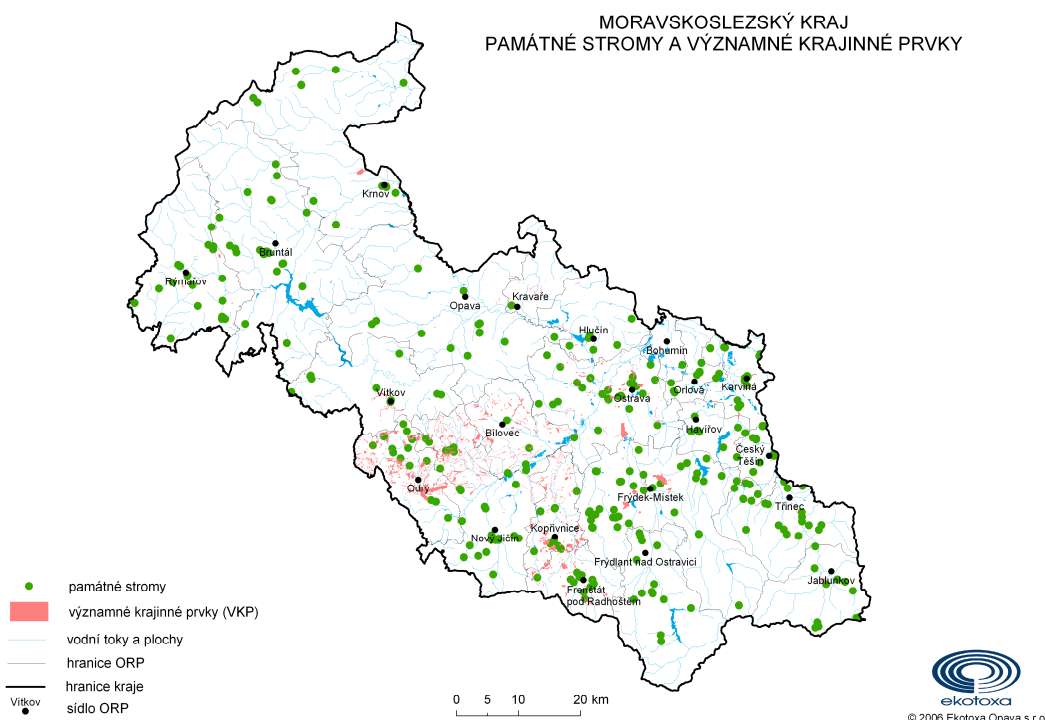 MORAVSKOSLEZSKÝ KRAJ
PAMÁTNÉ STROMY A VÝZNAMNÉ KRAJINNÉ PRVKY
Krnov
Bruntál
Rýmařov
Opava
Kravaře
Hlučín
Bohumín
Vítkov
Ostrava
Orlová
Karviná
Bílovec
Havířov
Český
Těšín
Odry
Frýdek-Místek
Třinec
Nový Jičín
Kopřivnice
Frýdlant nad Ostravicí
Jablunkov
Frenštát
pod Radhoštěm
památné stromy
významné krajinné prvky (VKP)
vodní toky a plochy
hranice ORP
hranice kraje
Vítkov
sídlo ORP
0 5 10 20 km
ekotoxa
© 2006 Ekotoxa Opava s.r.o.